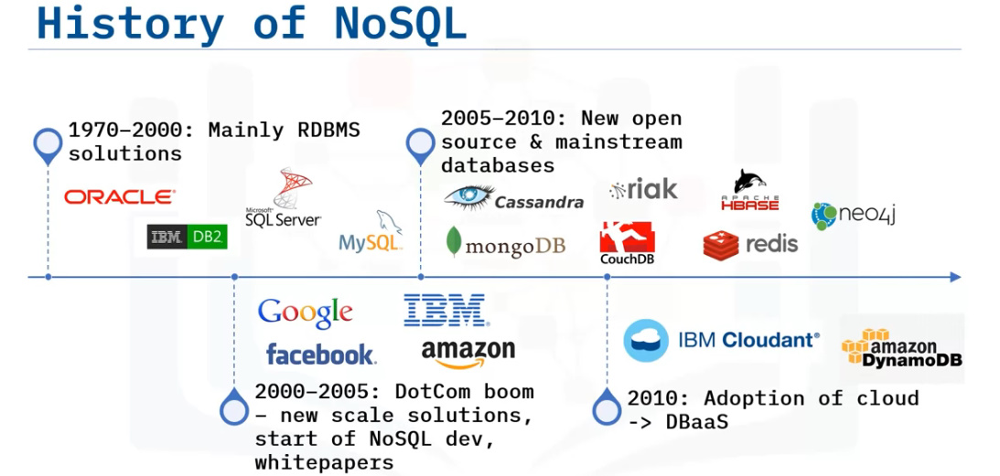 History of NoSQL
1970–2000: Mainly RDBMS
solutions
ORACLE®
IBM DB2
Microsoft®
SQL Server®
MySQL®
2005–2010: New open
source & mainstream
databases
Cassandra
riak
APACHE
HBASE
neo4j
mongoDB
CouchDB
redis
Google
IBM®
facebook®
amazon
2000–2005: DotCom boom
– new scale solutions,
start of NoSQL dev,
whitepapers
IBM Cloudant®
amazon
DynamoDB
2010: Adoption of cloud
-> DBaaS